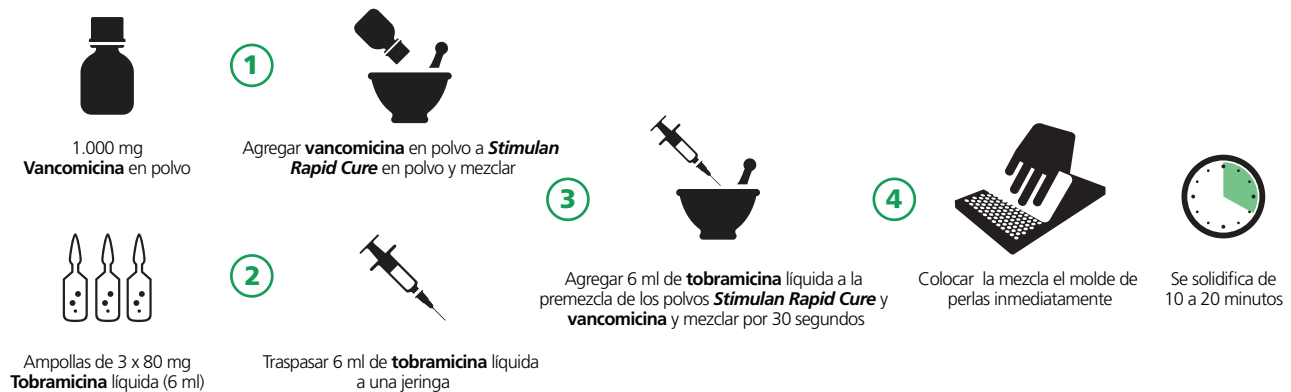 1.000 mg
Vancomicina en polvo
1
Agregar vancomicina en polvo a Stimulan
Rapid Cure en polvo y mezclar
Ampollas de 3 x 80 mg
Tobramicina líquida (6 ml)
2
Traspasar 6 ml de tobramicina líquida
a una jeringa
3
Agregar 6 ml de tobramicina líquida a la
premezcla de los polvos Stimulan Rapid Cure y
vancomicina y mezclar por 30 segundos
4
Colocar la mezcla el molde de
perlas inmediatamente
Se solidifica de
10 a 20 minutos